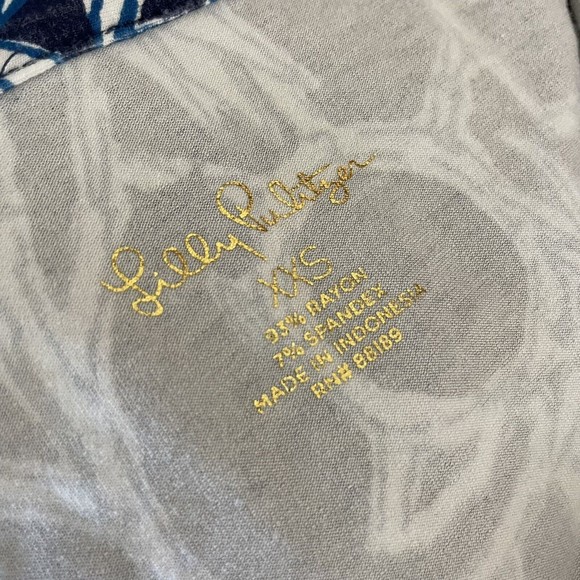 Lilly Pulitzer
XXS
93% RAYON
7% SPANDEX
MADE IN INDONESIA
RN# 88189